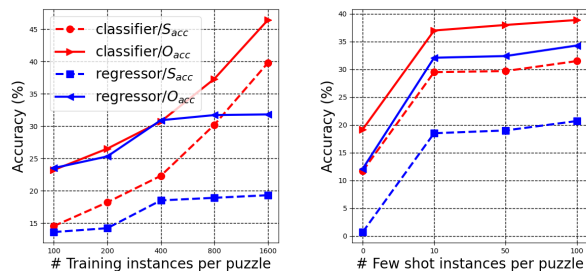 classifier/S_acc
classifier/O_acc
regressor/S_acc
regressor/O_acc
Accuracy (%)
45
40
35
30
25
20
15
100 200 400 800 1600
# Training instances per puzzle
Accuracy (%)
40
35
30
25
20
15
10
5
0
0 10 50 100
# Few shot instances per puzzle